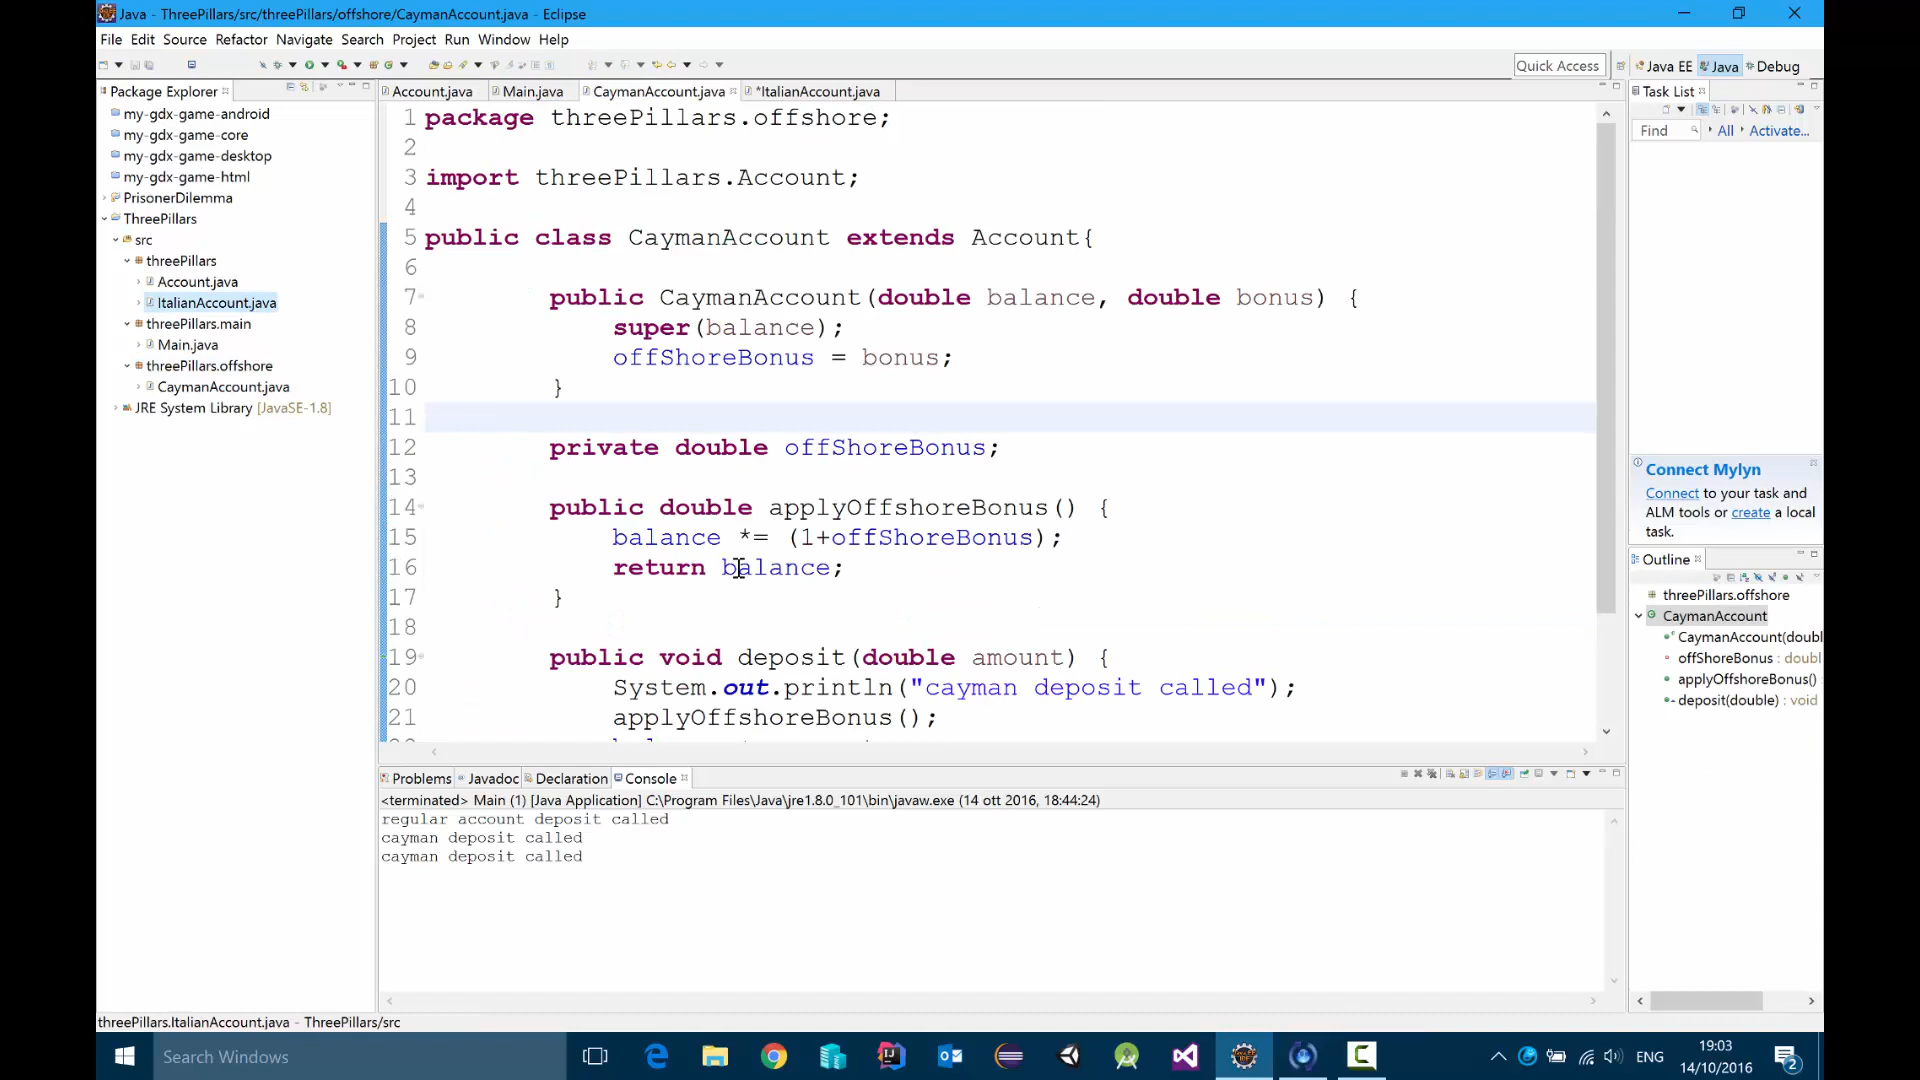 Java - ThreePillars/src/threePillars/offshore/CaymanAccount.java - Eclipse
File Edit Source Refactor Navigate Search Project Run Window Help
Quick Access
Java EE
Java
Debug
Package Explorer
my-gdx-game-android
my-gdx-game-core
my-gdx-game-desktop
my-gdx-game-html
PrisonerDilemma
ThreePillars
src
threePillars
Account.java
ItalianAccount.java
threePillars.main
Main.java
threePillars.offshore
CaymanAccount.java
JRE System Library [JavaSE-1.8]
Account.java
Main.java
CaymanAccount.java
*ItalianAccount.java
1 package threePillars.offshore;
2
3 import threePillars.Account;
4
5 public class CaymanAccount extends Account{
6
7 public CaymanAccount(double balance, double bonus) {
8 super(balance);
9 offShoreBonus = bonus;
10 }
11
12 private double offShoreBonus;
13
14 public double applyOffshoreBonus() {
15 balance *= (1+offShoreBonus);
16 return balance;
17 }
18
19 public void deposit(double amount) {
20 System.out.println("cayman deposit called");
21 applyOffshoreBonus();
Problems
Javadoc
Declaration
Console
<terminated> Main (1) [Java Application] C:\Program Files\Java\jre1.8.0_101\bin\javaw.exe (14 ott 2016, 18:44:24)
regular account deposit called
cayman deposit called
cayman deposit called
Task List
Find
All
Activate...
Connect Mylyn
Connect to your task and
ALM tools or create a local
task.
Outline
threePillars.offshore
CaymanAccount
CaymanAccount(doubl
offShoreBonus : doubl
applyOffshoreBonus()
deposit(double) : void
threePillars.ItalianAccount.java - ThreePillars/src
Search Windows
ENG
19:03
14/10/2016
2